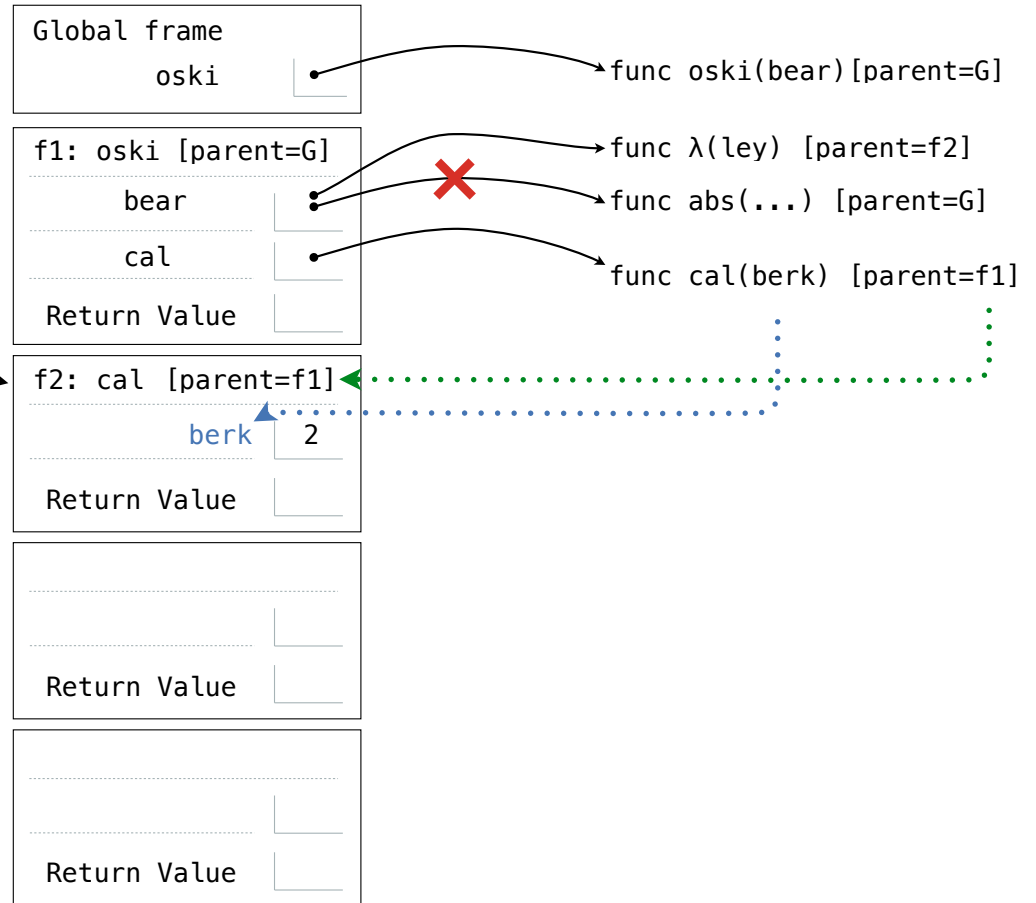 Global frame
oski
func oski(bear)[parent=G]
f1: oski [parent=G]
func λ(ley) [parent=f2]
bear
func abs(...) [parent=G]
cal
func cal(berk) [parent=f1]
Return Value
f2: cal [parent=f1]
berk 2
Return Value
Return Value
Return Value